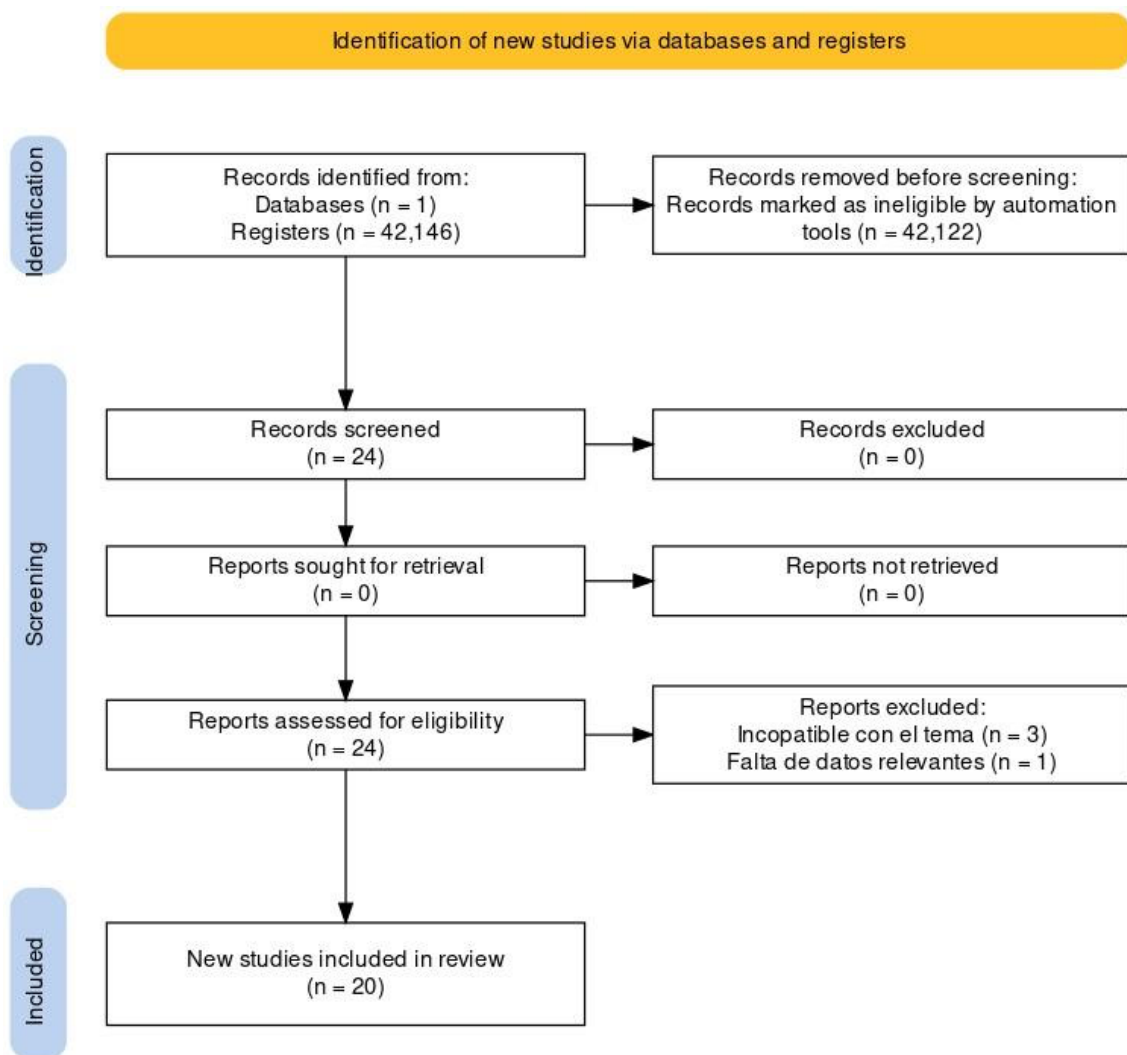 Identification of new studies via databases and registers
Identification
Records identified from:
Databases (n = 1)
Registers (n = 42,146)
Records removed before screening:
Records marked as ineligible by automation
tools (n = 42,122)
Screening
Records screened
(n = 24)
Records excluded
(n = 0)
Reports sought for retrieval
(n = 0)
Reports not retrieved
(n = 0)
Reports assessed for eligibility
(n = 24)
Reports excluded:
Incopatible con el tema (n = 3)
Falta de datos relevantes (n = 1)
Included
New studies included in review
(n = 20)